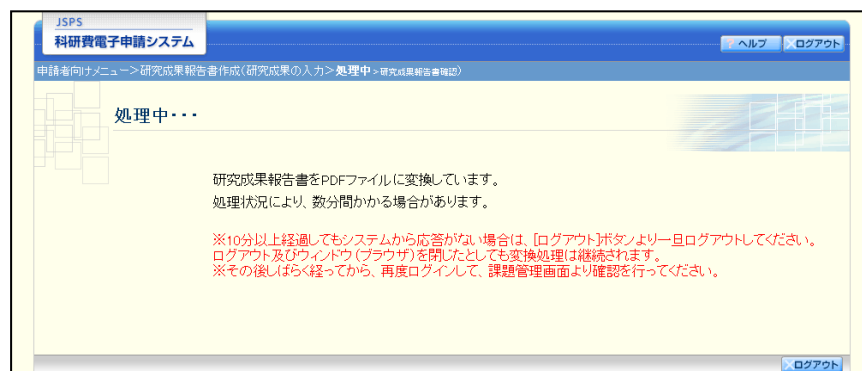 JSPS
科研費電子申請システム
? ヘルプ
×ログアウト
申請者向けメニュー>研究成果報告書作成(研究成果の入力>処理中>研究成果報告書確認)
処理中・・・
研究成果報告書をPDFファイルに変換しています。
処理状況により、数分間かかる場合があります。
※10分以上経過してもシステムから応答がない場合は、[ログアウト]ボタンより一旦ログアウトしてください。
ログアウト及びウィンドウ(ブラウザ)を閉じたとしても変換処理は継続されます。
※その後しばらく経ってから、再度ログインして、課題管理画面より確認を行ってください。
×ログアウト